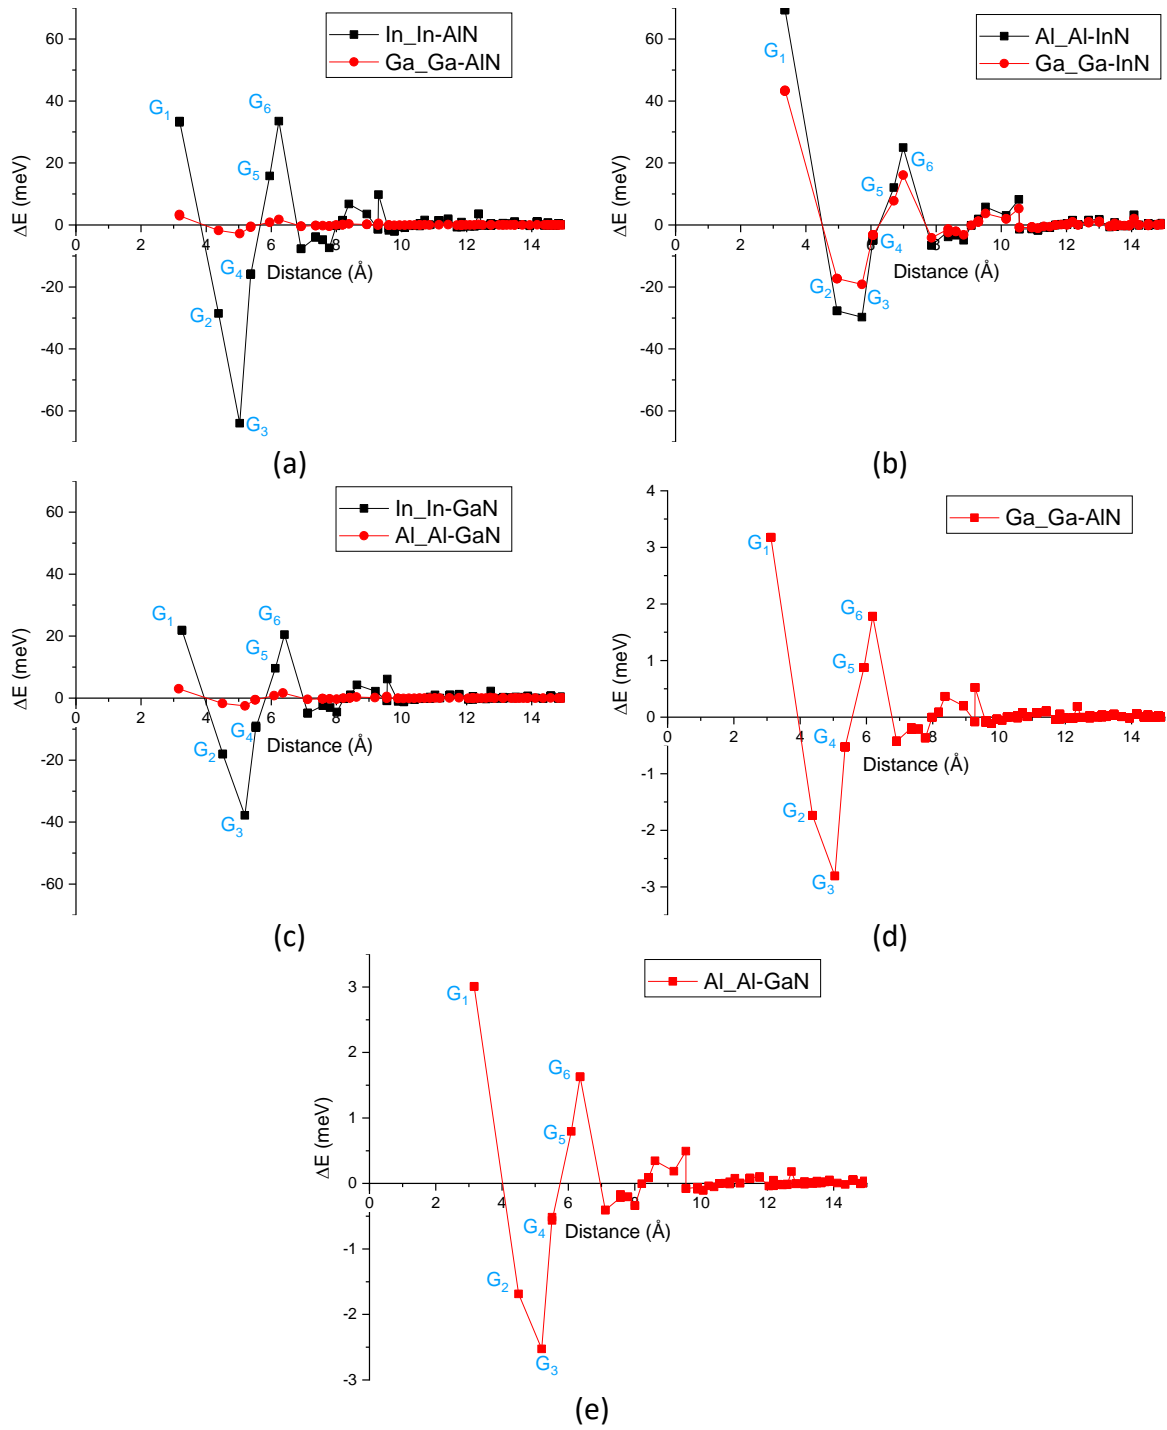 60
40
20
0
-20
-40
-60
0 2 4 6 8 10 12 14
ΔE (meV)
Distance (Å)
In_In-AlN
Ga_Ga-AlN
G1
G2
G3
G4
G5
G6
(a)
60
40
20
0
-20
-40
-60
0 2 4 6 8 10 12 14
ΔE (meV)
Distance (Å)
Al_Al-InN
Ga_Ga-InN
G1
G2
G3
G4
G5
G6
(b)
60
40
20
0
-20
-40
-60
0 2 4 6 8 10 12 14
ΔE (meV)
Distance (Å)
In_In-GaN
Al_Al-GaN
G1
G2
G3
G4
G5
G6
(c)
4
3
2
1
0
-1
-2
-3
0 2 4 6 8 10 12 14
ΔE (meV)
Distance (Å)
Ga_Ga-AlN
G1
G2
G3
G4
G5
G6
(d)
3
2
1
0
-1
-2
-3
0 2 4 6 8 10 12 14
ΔE (meV)
Distance (Å)
Al_Al-GaN
G1
G2
G3
G4
G5
G6
(e)